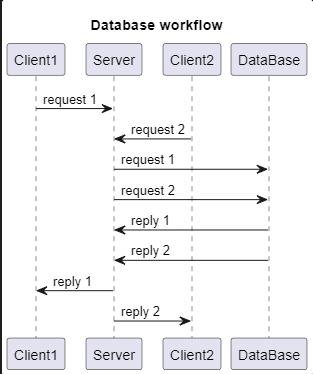 Database workflow
Client1 Server Client2 DataBase
request 1
request 2
request 1
request 2
reply 1
reply 2
reply 1
reply 2
Client1 Server Client2 DataBase